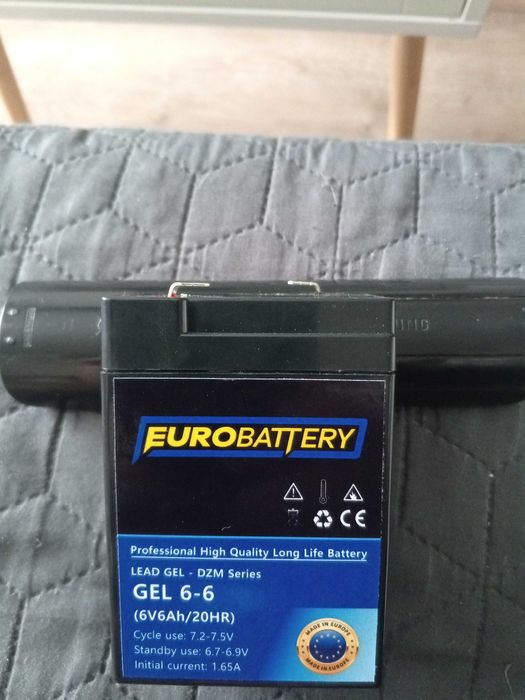 EUROBATTERY
CE
Professional High Quality Long Life Battery
LEAD GEL - DZM Series
GEL 6-6
(6V6Ah/20HR)
Cycle use: 7.2-7.5V
Standby use: 6.7-6.9V
Initial current: 1.65A
MADE IN EUROPE
MADE IN EUROPE